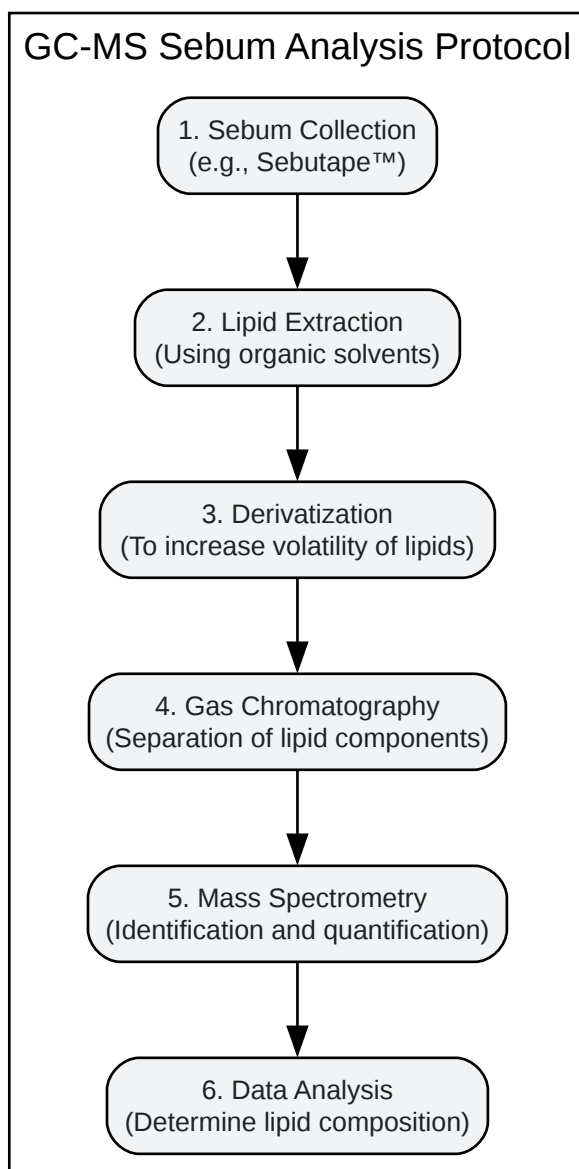 GC-MS Sebum Analysis Protocol
1. Sebum Collection
(e.g., Sebutape™)
2. Lipid Extraction
(Using organic solvents)
3. Derivatization
(To increase volatility of lipids)
4. Gas Chromatography
(Separation of lipid components)
5. Mass Spectrometry
(Identification and quantification)
6. Data Analysis
(Determine lipid composition)